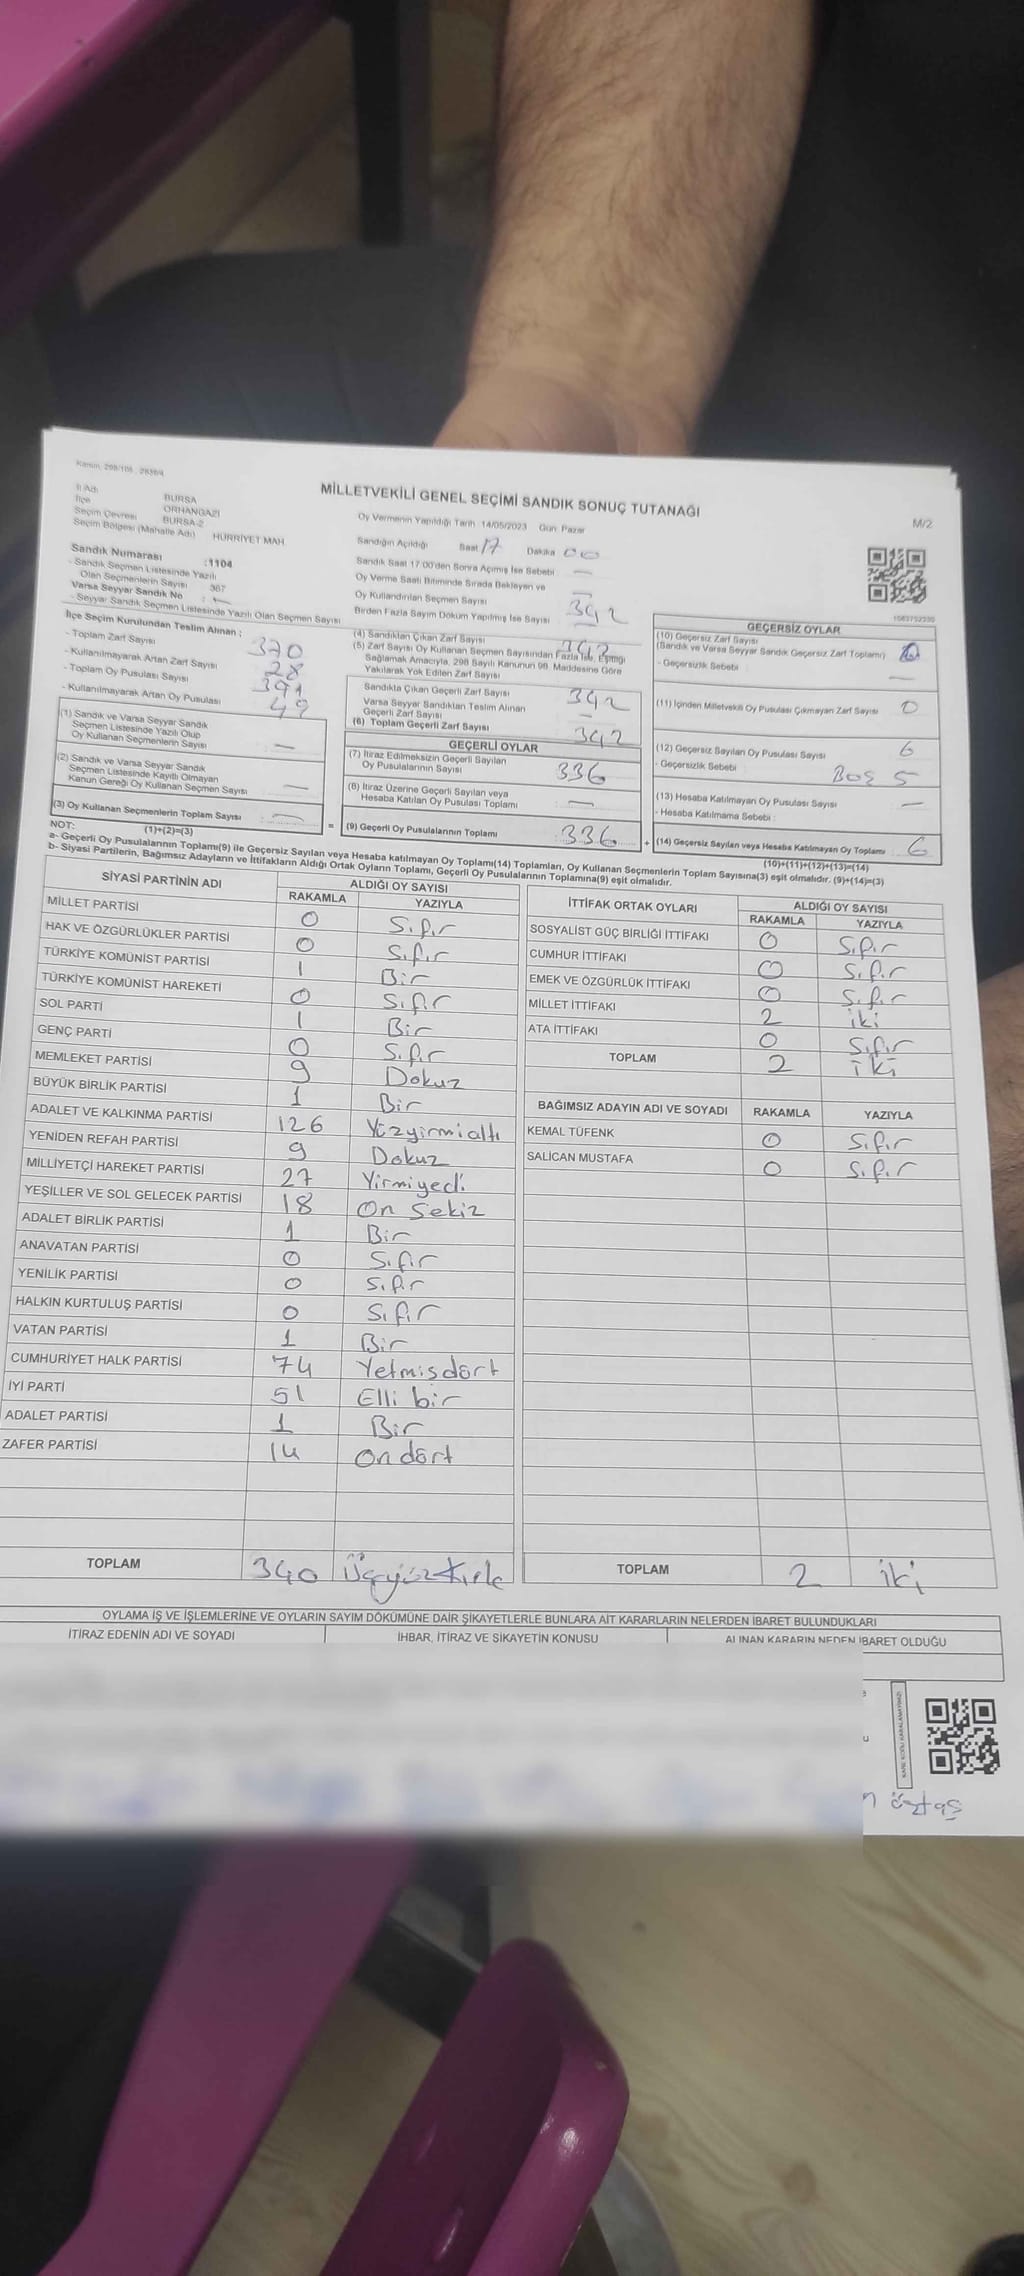 Kanun: 298/105, 2839/4
İl Adı BURSA
İlçe ORHANGAZİ
Seçim Çevresi BURSA-2
Seçim Bölgesi (Mahalle Adı) HÜRRİYET MAH.
MİLLETVEKİLİ GENEL SEÇİMİ SANDIK SONUÇ TUTANAĞI
M/2
Oy Vermenin Yapıldığı Tarih 14/05/2023 Gün: Pazar
Sandığın Açıldığı Saat 17 Dakika 00
Sandık Saat 17.00'den Sonra Açılmış İse Sebebi —
Oy Verme Saati Bitiminde Sırada Bekleyen ve
Oy Kullandırılan Seçmen Sayısı —
Birden Fazla Sayım Döküm Yapılmış İse Sayısı 342
Sandık Numarası :1104
- Sandık Seçmen Listesinde Yazılı
Olan Seçmenlerin Sayısı 367
Varsa Seyyar Sandık No : —
- Seyyar Sandık Seçmen Listesinde Yazılı Olan Seçmen Sayısı
İlçe Seçim Kurulundan Teslim Alınan ;
- Toplam Zarf Sayısı 370
- Kullanılmayarak Artan Zarf Sayısı 28
- Toplam Oy Pusulası Sayısı 391
- Kullanılmayarak Artan Oy Pusulası 49
(1) Sandık ve Varsa Seyyar Sandık
Seçmen Listesinde Yazılı Olup
Oy Kullanan Seçmenlerin Sayısı : —
(2) Sandık ve Varsa Seyyar Sandık
Seçmen Listesinde Kayıtlı Olmayan
Kanun Gereği Oy Kullanan Seçmen Sayısı : —
(3) Oy Kullanan Seçmenlerin Toplam Sayısı : —
(1)+(2)=(3)
(4) Sandıktan Çıkan Zarf Sayısı 342
(5) Zarf Sayısı Oy Kullanan Seçmen Sayısından Fazla İse, Eşitliği
Sağlamak Amacıyla, 298 Sayılı Kanunun 98. Maddesine Göre
Yakılarak Yok Edilen Zarf Sayısı
Sandıkta Çıkan Geçerli Zarf Sayısı 342
Varsa Seyyar Sandıktan Teslim Alınan
Geçerli Zarf Sayısı —
(6) Toplam Geçerli Zarf Sayısı 342
GEÇERLİ OYLAR
(7) İtiraz Edilmeksizin Geçerli Sayılan
Oy Pusulalarının Sayısı 336
(8) İtiraz Üzerine Geçerli Sayılan veya
Hesaba Katılan Oy Pusulası Toplamı —
= (9) Geçerli Oy Pusulalarının Toplamı : 336 +
1083752330
GEÇERSİZ OYLAR
(10) Geçersiz Zarf Sayısı
(Sandık ve Varsa Seyyar Sandık Geçersiz Zarf Toplamı)
- Geçersizlik Sebebi : —
(11) İçinden Milletvekili Oy Pusulası Çıkmayan Zarf Sayısı 0
(12) Geçersiz Sayılan Oy Pusulası Sayısı 6
- Geçersizlik Sebebi : BOŞ 5
(13) Hesaba Katılmayan Oy Pusulası Sayısı —
- Hesaba Katılmama Sebebi :
(14) Geçersiz Sayılan veya Hesaba Katılmayan Oy Toplamı : 6
(10)+(11)+(12)+(13)=(14)
NOT:
a- Geçerli Oy Pusulalarının Toplamı(9) ile Geçersiz Sayılan veya Hesaba katılmayan Oy Toplamı(14) Toplamları, Oy Kullanan Seçmenlerin Toplam Sayısına(3) eşit olmalıdır. (9)+(14)=(3)
b- Siyasi Partilerin, Bağımsız Adayların ve İttifakların Aldığı Ortak Oyların Toplamı, Geçerli Oy Pusulalarının Toplamına(9) eşit olmalıdır.
SİYASİ PARTİNİN ADI ALDIĞI OY SAYISI
RAKAMLA YAZIYLA
MİLLET PARTİSİ 0 Sıfır
HAK VE ÖZGÜRLÜKLER PARTİSİ 0 Sıfır
TÜRKİYE KOMÜNİST PARTİSİ 1 Bir
TÜRKİYE KOMÜNİST HAREKETİ 0 Sıfır
SOL PARTİ 1 Bir
GENÇ PARTİ 0 Sıfır
MEMLEKET PARTİSİ 9 Dokuz
BÜYÜK BİRLİK PARTİSİ 1 Bir
ADALET VE KALKINMA PARTİSİ 126 Yüzyirmialtı
YENİDEN REFAH PARTİSİ 9 Dokuz
MİLLİYETÇİ HAREKET PARTİSİ 27 Yirmiyedi
YEŞİLLER VE SOL GELECEK PARTİSİ 18 On Sekiz
ADALET BİRLİK PARTİSİ 1 Bir
ANAVATAN PARTİSİ 0 Sıfır
YENİLİK PARTİSİ 0 Sıfır
HALKIN KURTULUŞ PARTİSİ 0 Sıfır
VATAN PARTİSİ 1 Bir
CUMHURİYET HALK PARTİSİ 74 Yetmişdört
İYİ PARTİ 51 Elli bir
ADALET PARTİSİ 1 Bir
ZAFER PARTİSİ 14 On dört
TOPLAM 340
İTTİFAK ORTAK OYLARI ALDIĞI OY SAYISI
RAKAMLA YAZIYLA
SOSYALİST GÜÇ BİRLİĞİ İTTİFAKI 0 Sıfır
CUMHUR İTTİFAKI 0 Sıfır
EMEK VE ÖZGÜRLÜK İTTİFAKI 0 Sıfır
MİLLET İTTİFAKI 2 iki
ATA İTTİFAKI 0 Sıfır
TOPLAM 2 iki
BAĞIMSIZ ADAYIN ADI VE SOYADI RAKAMLA YAZIYLA
KEMAL TÜFENK 0 Sıfır
SALİCAN MUSTAFA 0 Sıfır
TOPLAM 2 iki
OYLAMA İŞ VE İŞLEMLERİNE VE OYLARIN SAYIM DÖKÜMÜNE DAİR ŞİKAYETLERLE BUNLARA AİT KARARLARIN NELERDEN İBARET BULUNDUKLARI
İTİRAZ EDENİN ADI VE SOYADI İHBAR, İTİRAZ VE ŞİKAYETİN KONUSU ALINAN KARARIN NEDEN İBARET OLDUĞU
öztaş